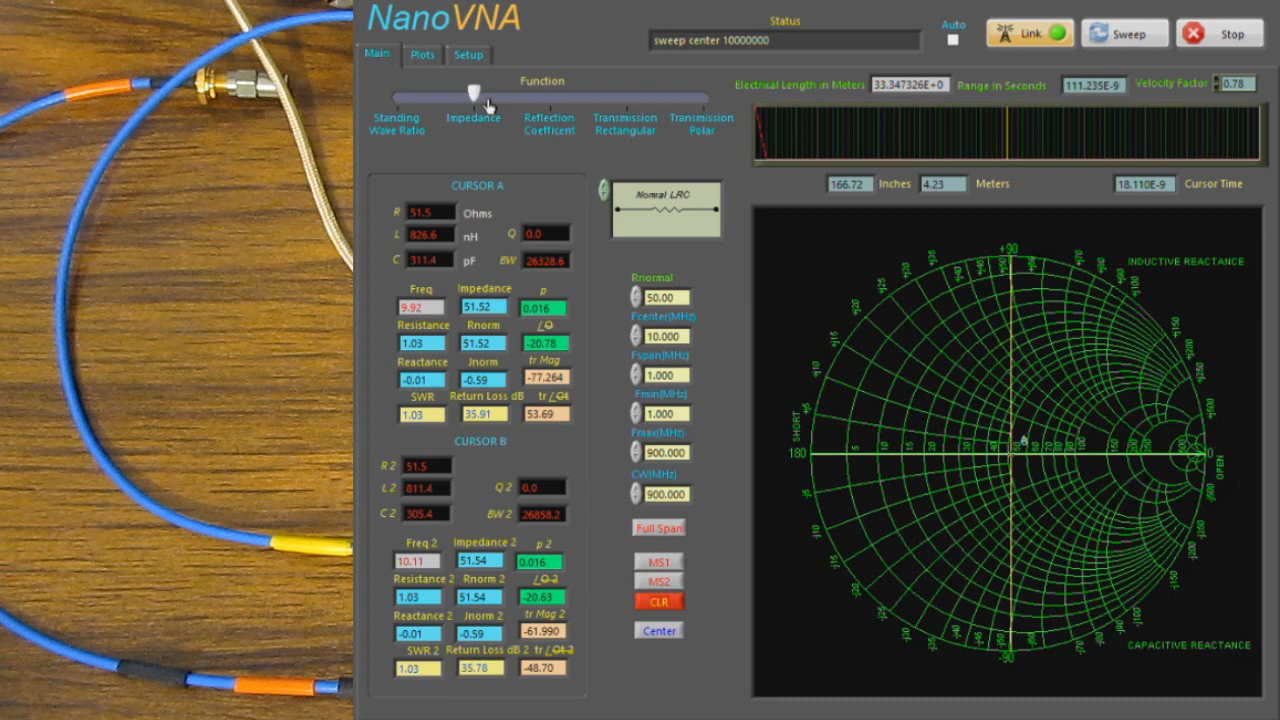 NanoVNA
Status
sweep center 10000000
Auto
Link
Sweep
Stop
Main
Plots
Setup
Function
Standing
Wave Ratio
Impedance
Reflection
Coefficent
Transmission
Rectangular
Transmission
Polar
Electrical Length in Meters
33.347326E+0
Range in Seconds
111.235E-9
Velocity Factor
0.78
166.72
Inches
4.23
Meters
18.110E-9
Cursor Time
CURSOR A
R 51.5 Ohms
L 826.6 nH
Q 0.0
C 311.4 pF
BW 26328.6
Freq
Impedance
p
9.92
51.52
0.016
Resistance
Rnorm
/_O
1.03
51.52
-20.78
Reactance
Jnorm
tr Mag
-0.01
-0.59
-77.264
SWR
Return Loss dB
tr /_O1
1.03
35.91
53.69
CURSOR B
R 2 51.5
L 2 811.4
Q 2 0.0
C 2 305.4
BW 2 26858.2
Freq 2
Impedance 2
p 2
10.11
51.54
0.016
Resistance 2
Rnorm 2
/_O 2
1.03
51.54
-20.63
Reactance 2
Jnorm 2
tr Mag 2
-0.01
-0.59
-61.990
SWR 2
Return Loss dB 2
tr /_O1 2
1.03
35.78
-48.70
Normal LRC
Rnormal
50.00
Fcenter(MHz)
10.000
Fspan(MHz)
1.000
Fmin(MHz)
1.000
Fmax(MHz)
900.000
CW(MHz)
900.000
Full Span
MS1
MS2
CLR
Center
+90
INDUCTIVE REACTANCE
SHORT
180
0
OPEN
-90
CAPACITIVE REACTANCE